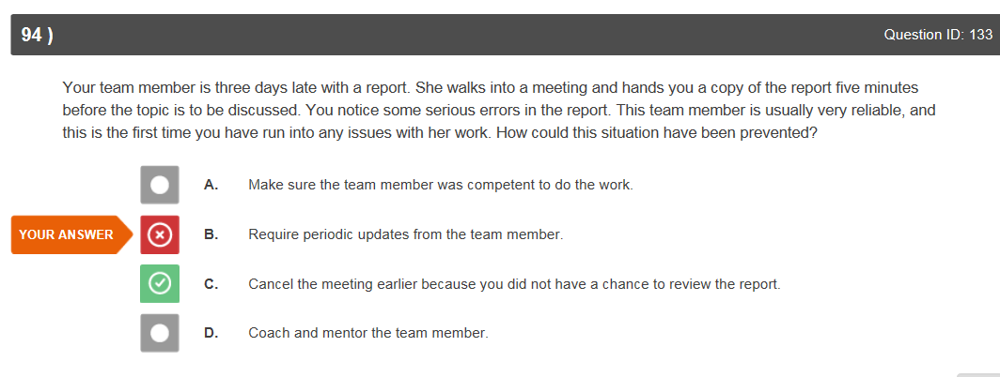 94 )
Question ID: 133
Your team member is three days late with a report. She walks into a meeting and hands you a copy of the report five minutes
before the topic is to be discussed. You notice some serious errors in the report. This team member is usually very reliable, and
this is the first time you have run into any issues with her work. How could this situation have been prevented?
A. Make sure the team member was competent to do the work.
YOUR ANSWER B. Require periodic updates from the team member.
C. Cancel the meeting earlier because you did not have a chance to review the report.
D. Coach and mentor the team member.